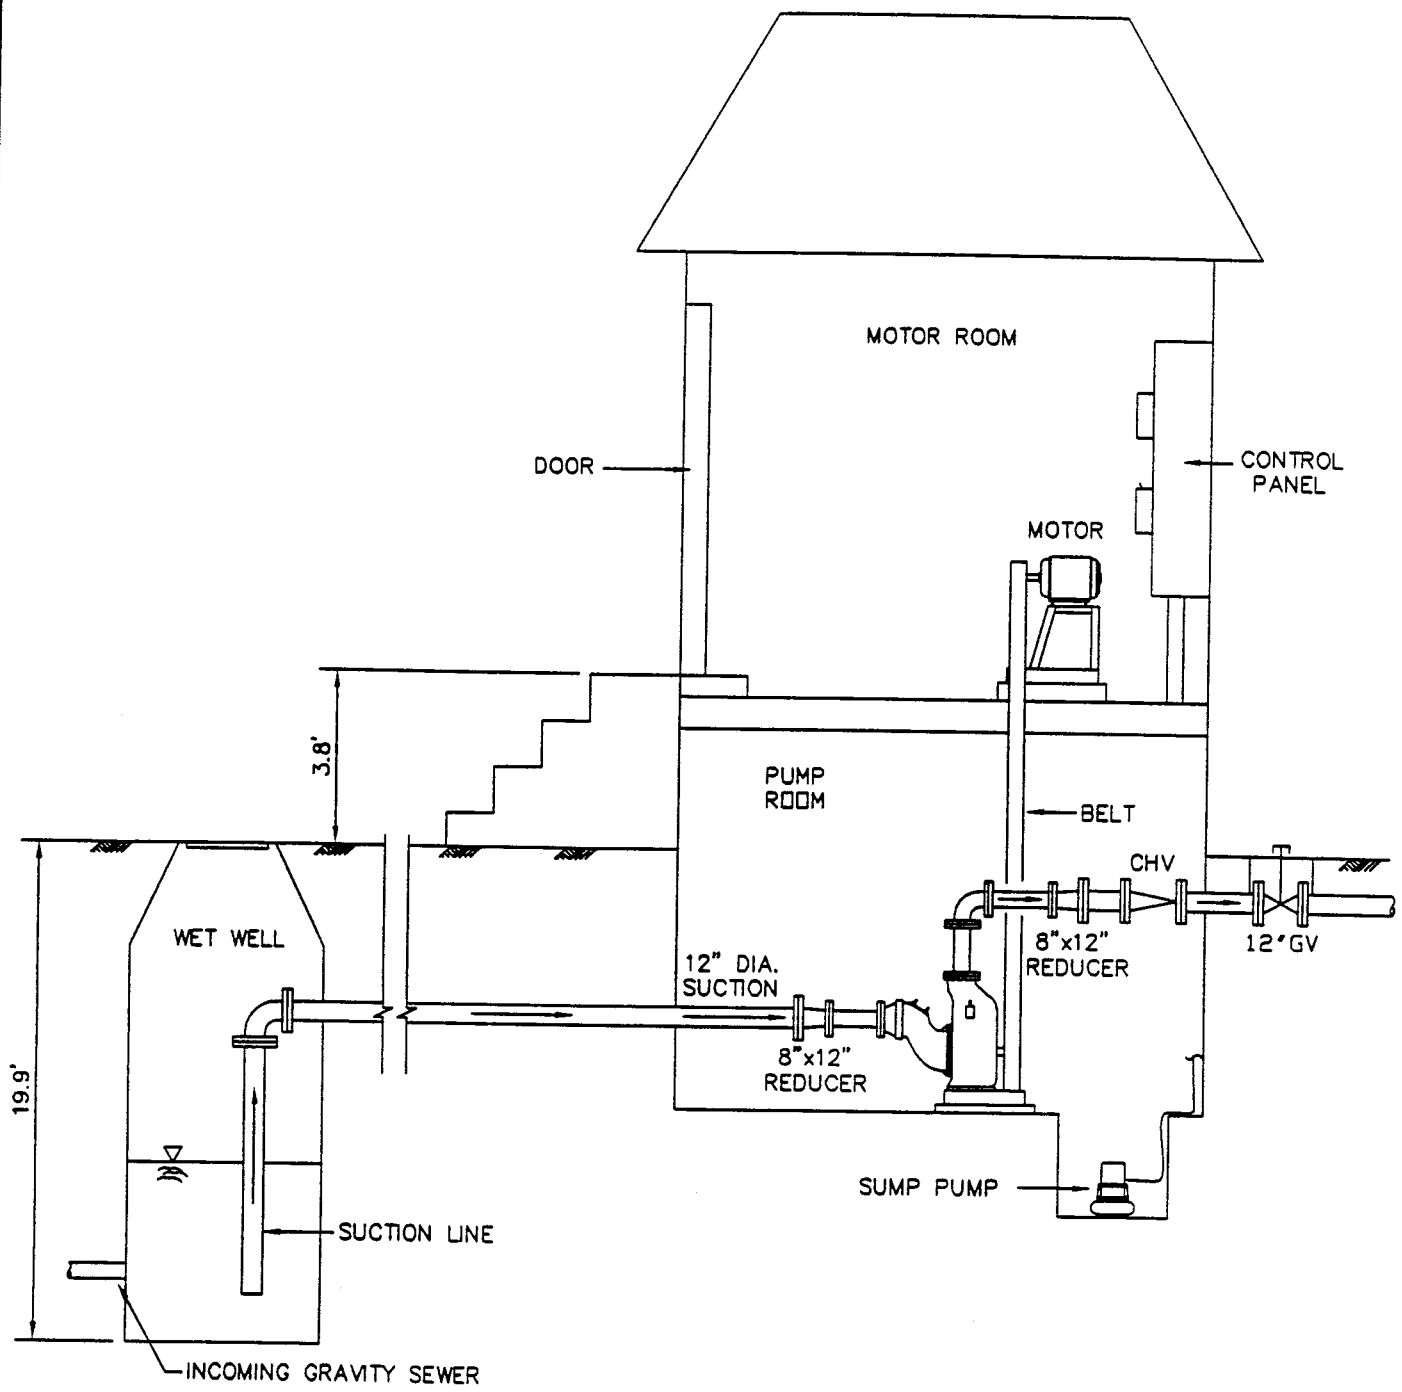 MOTOR ROOM
DOOR
CONTROL
PANEL
MOTOR
3.8'
PUMP
ROOM
BELT
CHV
WET WELL
12" DIA.
SUCTION
8"x12"
REDUCER
12"GV
8"x12"
REDUCER
19.9'
SUMP PUMP
SUCTION LINE
INCOMING GRAVITY SEWER